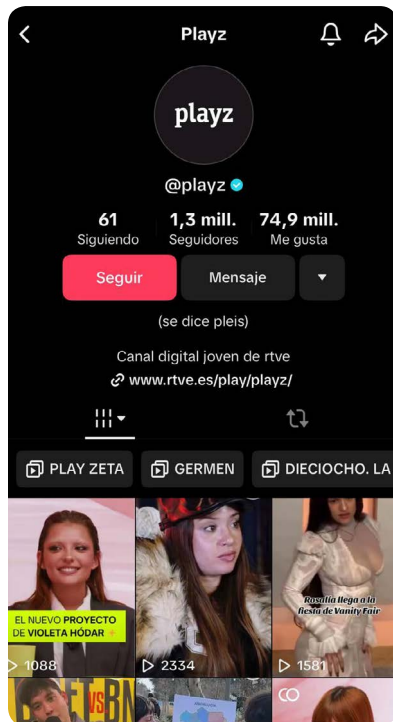 Playz
playz
@playz
61
Siguiendo
1,3 mill.
Seguidores
74,9 mill.
Me gusta
Seguir
Mensaje
(se dice pleis)
Canal digital joven de rtve
www.rtve.es/play/playz/
PLAY ZETA
GERMEN
DIECIOCHO. LA
EL NUEVO PROYECTO
DE VIOLETA HÓDAR +
1088
2334
Rosalía llega a la
fiesta de Vanity Fair
1581
VS